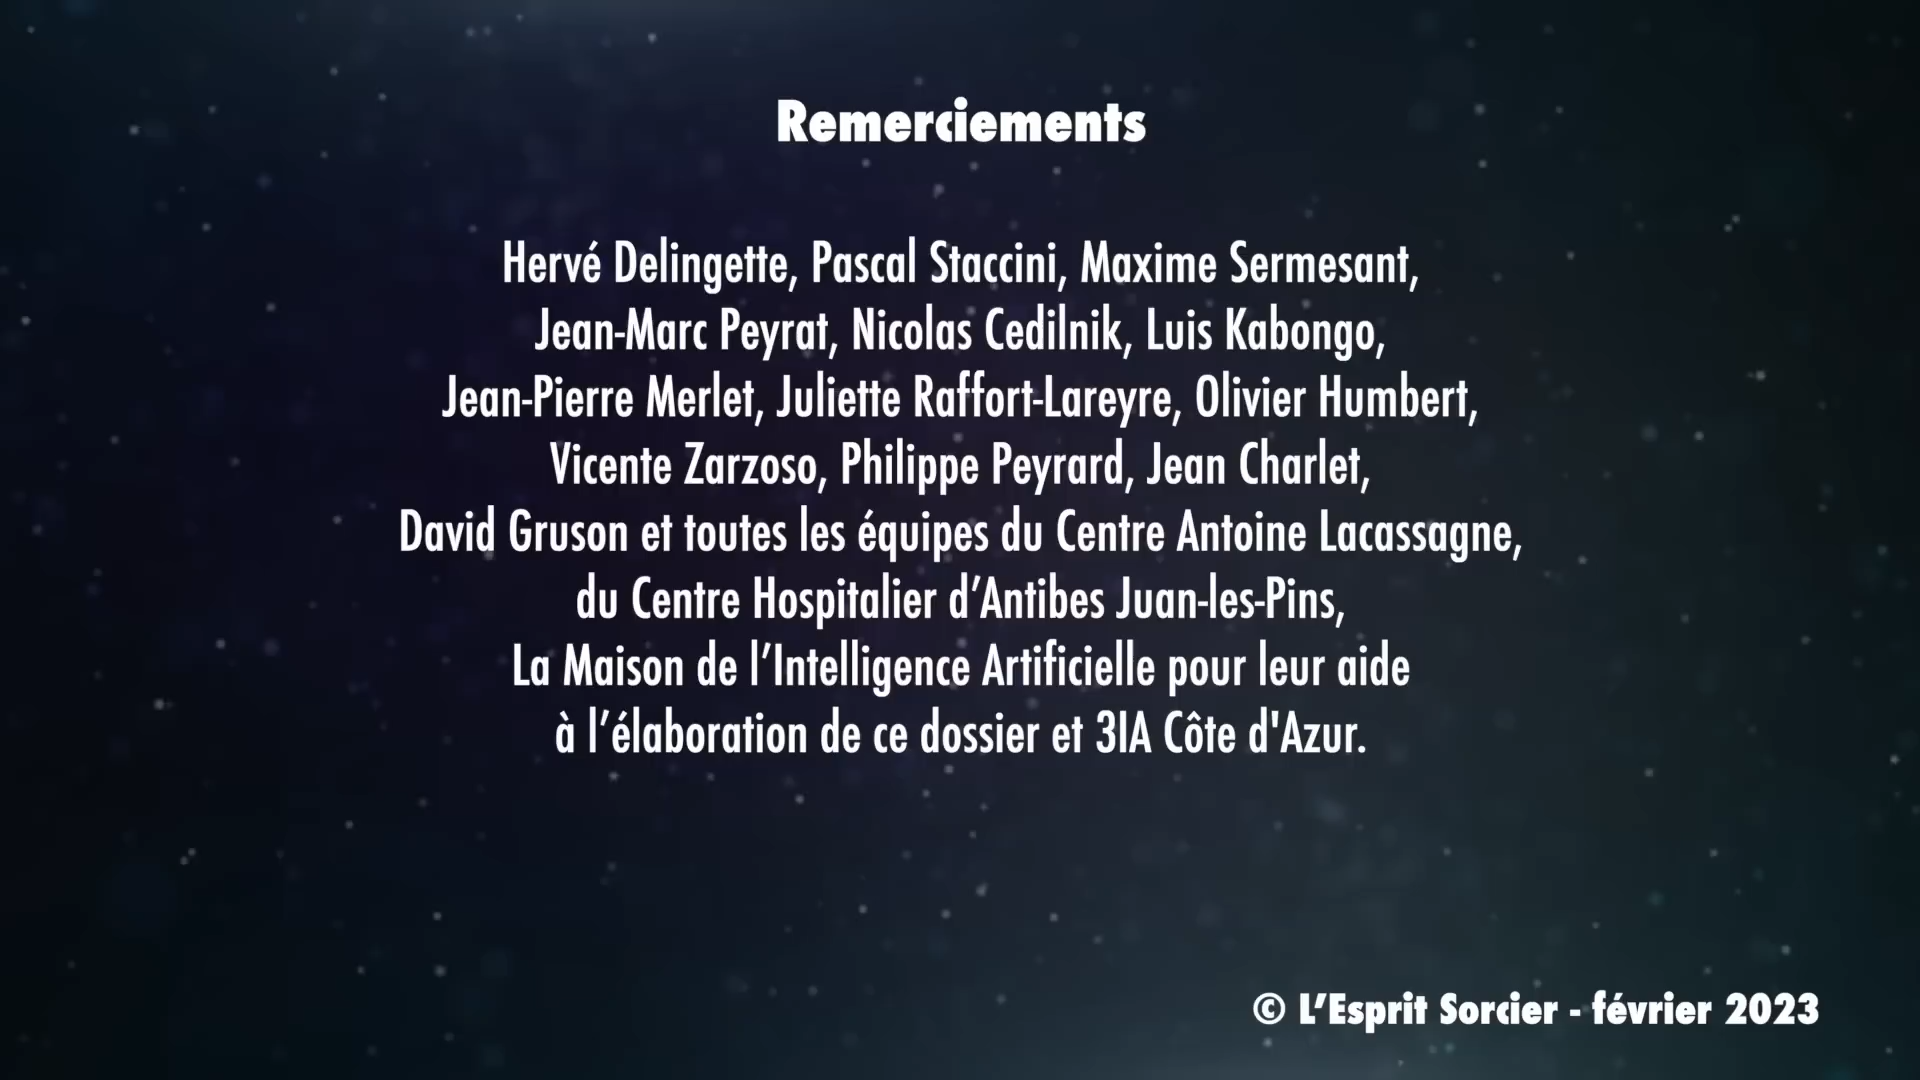 Remerciements
Hervé Delingette, Pascal Staccini, Maxime Sermesant,
Jean-Marc Peyrat, Nicolas Cedilnik, Luis Kabongo,
Jean-Pierre Merlet, Juliette Raffort-Lareyre, Olivier Humbert,
Vicente Zarzoso, Philippe Peyrard, Jean Charlet,
David Gruson et toutes les équipes du Centre Antoine Lacassagne,
du Centre Hospitalier d’Antibes Juan-les-Pins,
La Maison de l’Intelligence Artificielle pour leur aide
à l’élaboration de ce dossier et 3IA Côte d'Azur.
© L’Esprit Sorcier - février 2023